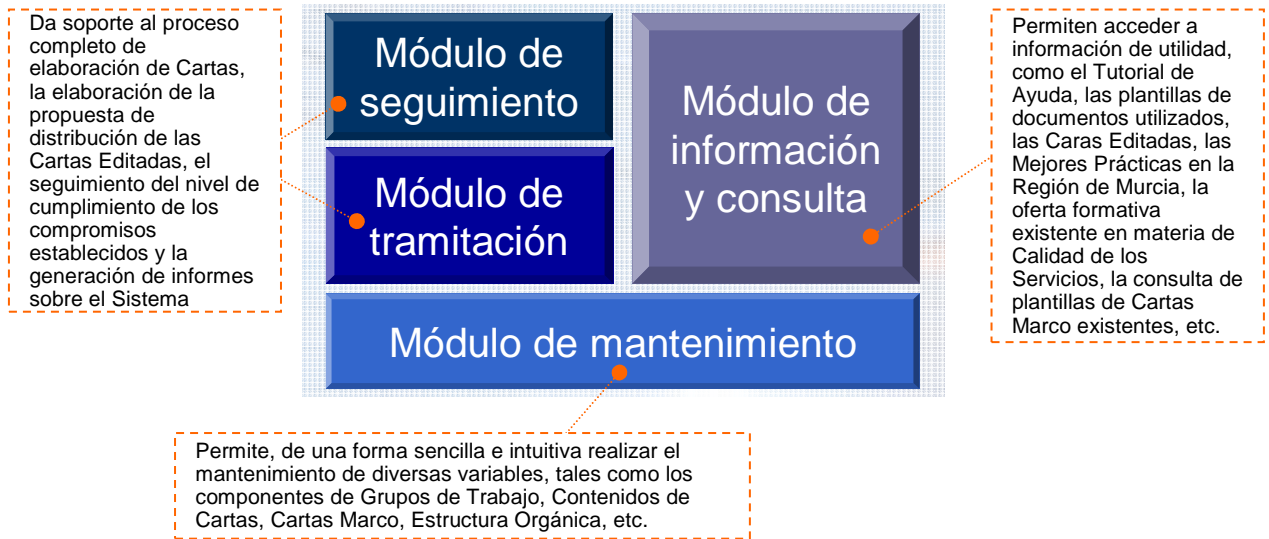 Da soporte al proceso
completo de
elaboración de Cartas,
la elaboración de la
propuesta de
distribución de las
Cartas Editadas, el
seguimiento del nivel de
cumplimiento de los
compromisos
establecidos y la
generación de informes
sobre el Sistema
Módulo de
seguimiento
Módulo de
tramitación
Módulo de
información
y consulta
Módulo de mantenimiento
Permiten acceder a
información de utilidad,
como el Tutorial de
Ayuda, las plantillas de
documentos utilizados,
las Caras Editadas, las
Mejores Prácticas en la
Región de Murcia, la
oferta formativa
existente en materia de
Calidad de los
Servicios, la consulta de
plantillas de Cartas
Marco existentes, etc.
Permite, de una forma sencilla e intuitiva realizar el
mantenimiento de diversas variables, tales como los
componentes de Grupos de Trabajo, Contenidos de
Cartas, Cartas Marco, Estructura Orgánica, etc.